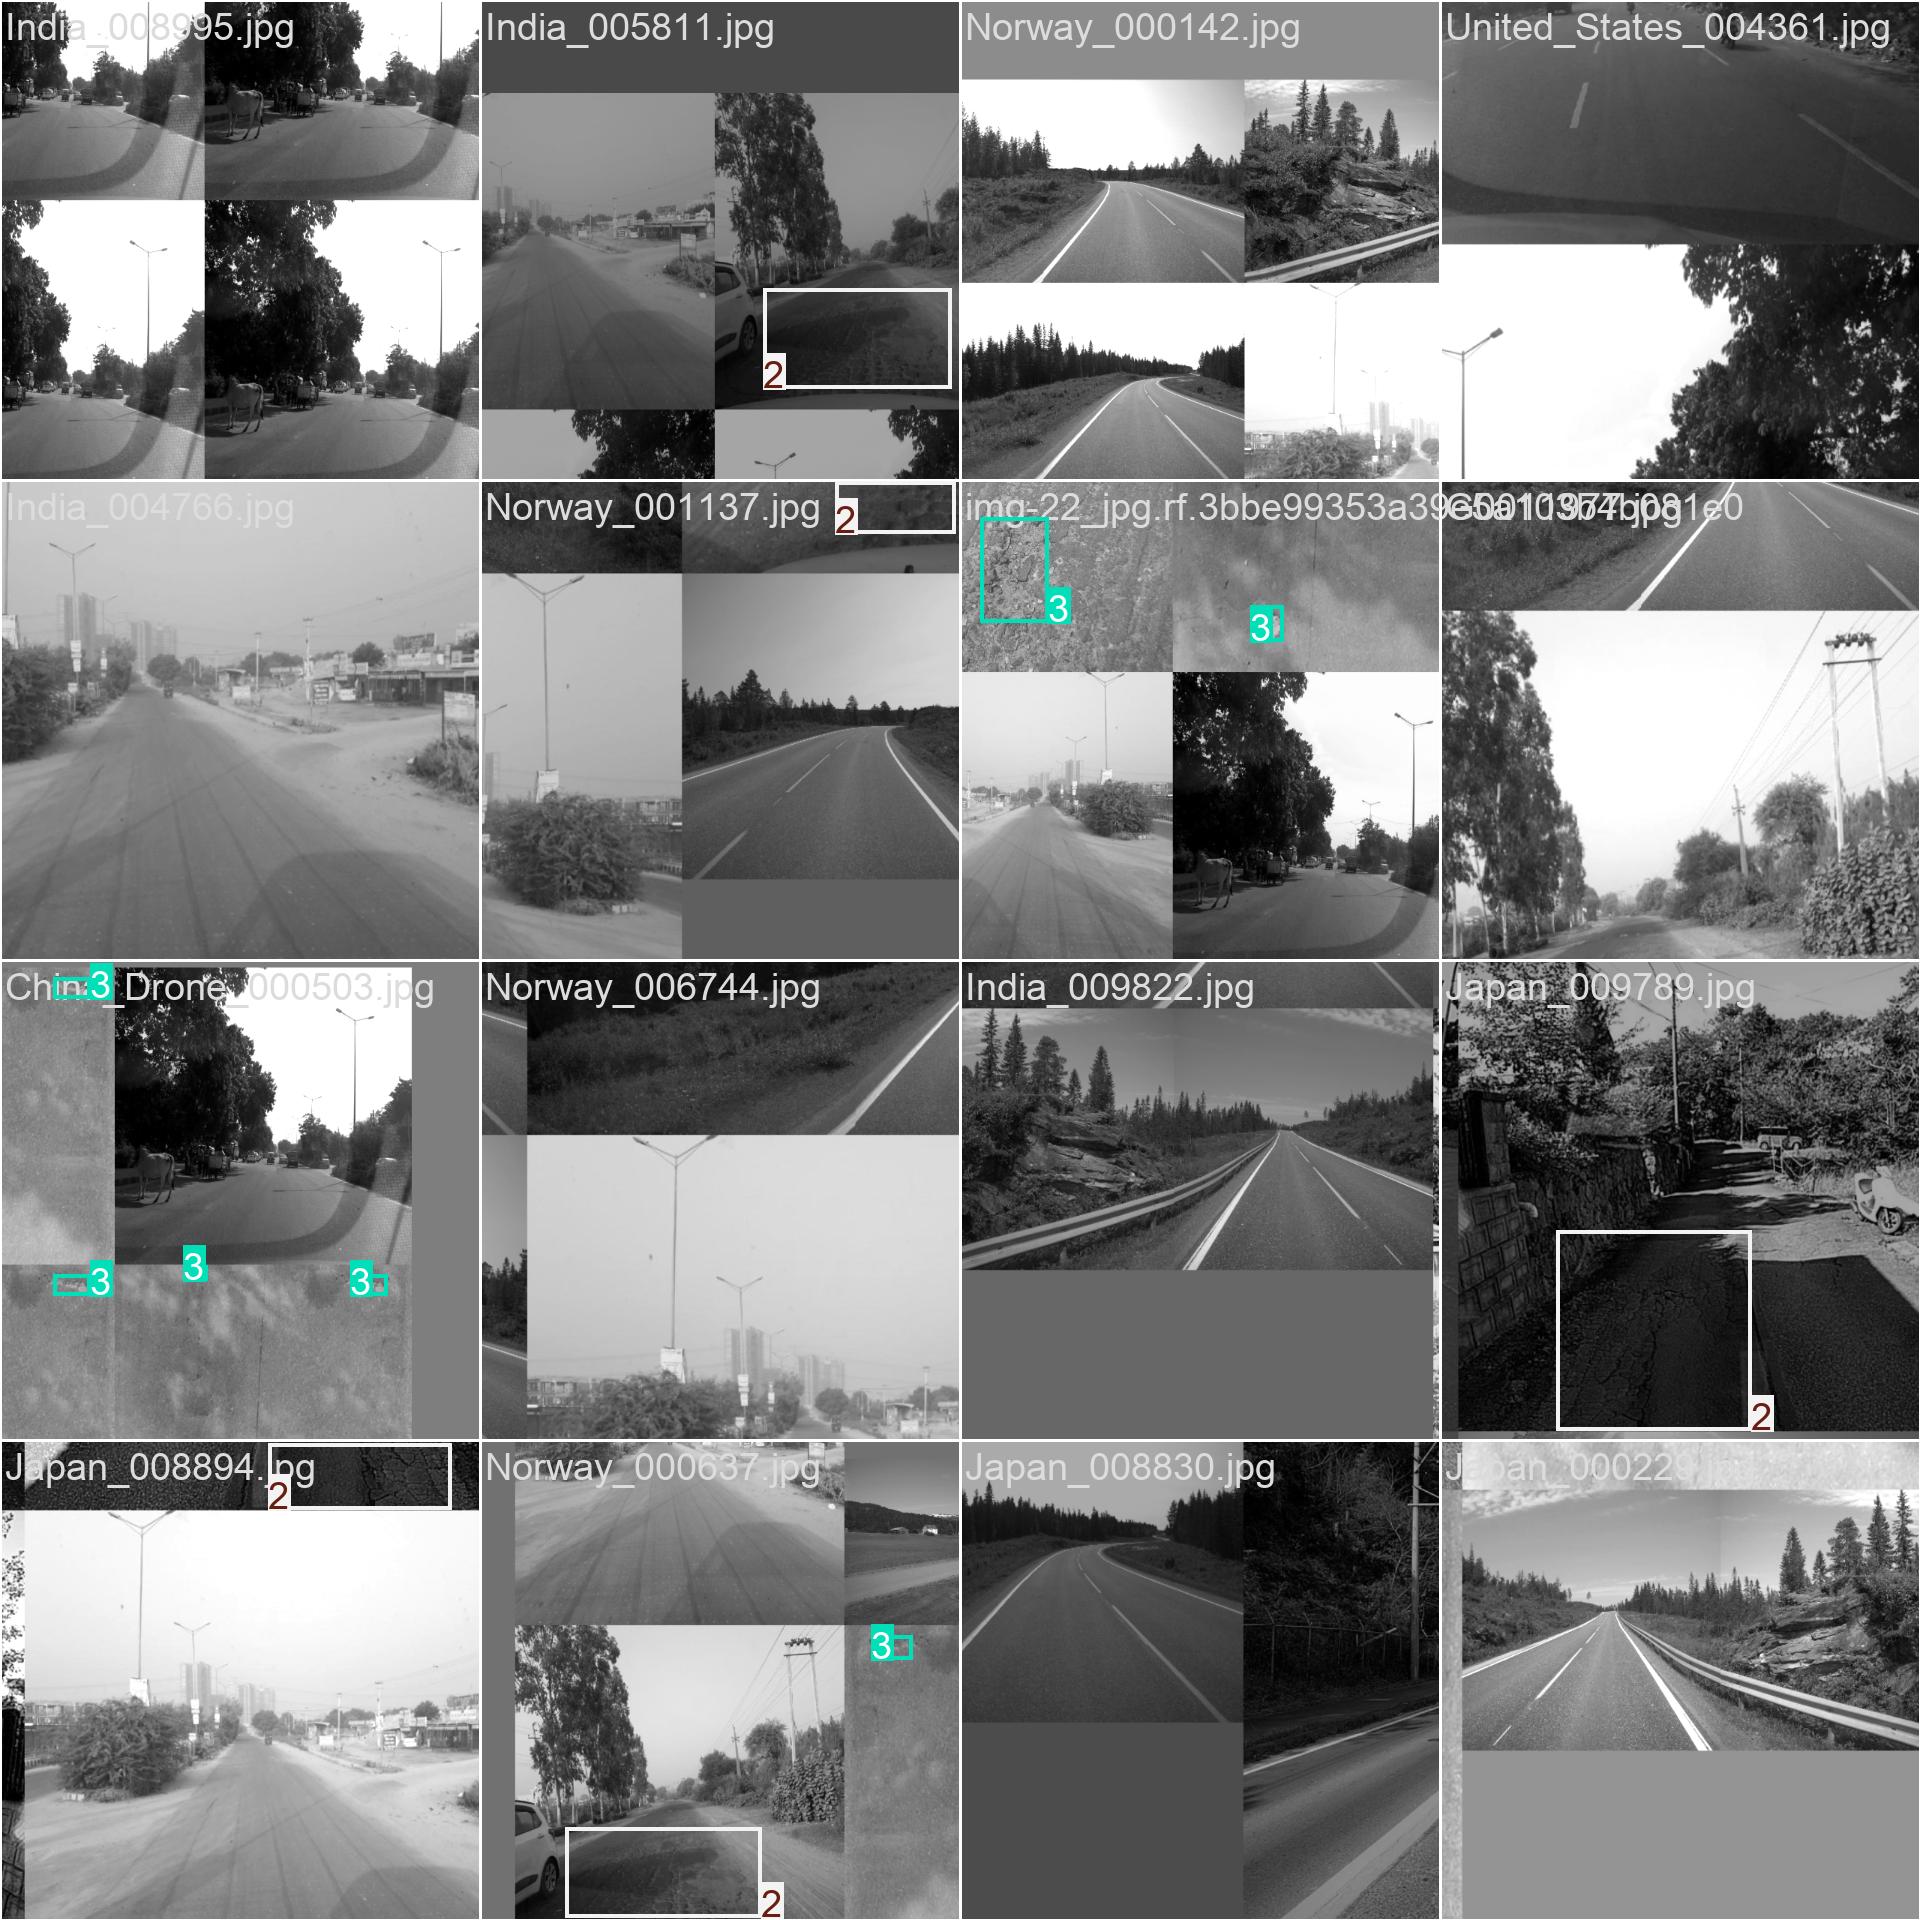 India_008995.jpg
India_005811.jpg
Norway_000142.jpg
United_States_004361.jpg
2
India_004766.jpg
Norway_001137.jpg
2
3
3
China_Drone_000503.jpg
3
3
3
3
Norway_006744.jpg
India_009822.jpg
Japan_009789.jpg
2
Japan_008894.jpg
2
Norway_000637.jpg
3
2
Japan_008830.jpg